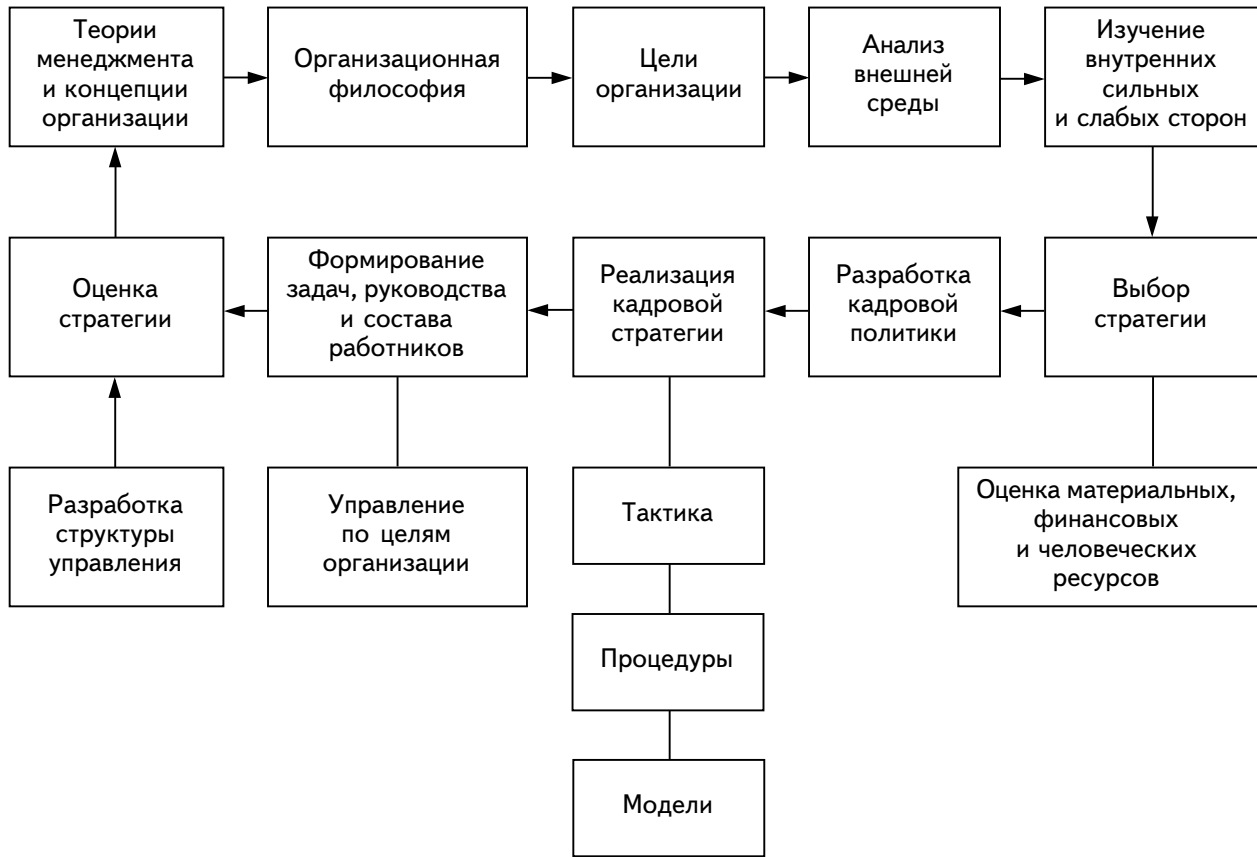 Теории
менеджмента
и концепции
организации
Организационная
философия
Цели
организации
Анализ
внешней
среды
Изучение
внутренних
сильных
и слабых сторон
Оценка
стратегии
Формирование
задач, руководства
и состава
работников
Реализация
кадровой
стратегии
Разработка
кадровой
политики
Выбор
стратегии
Разработка
структуры
управления
Управление
по целям
организации
Тактика
Оценка материальных,
финансовых
и человеческих
ресурсов
Процедуры
Модели